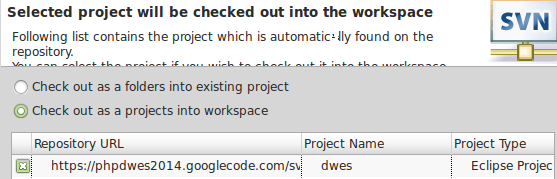 Selected project will be checked out into the workspace
SVN
Following list contains the project which is automatically found on the
repository.
You can select the project if you wish to check out it into the workspace
Check out as a folders into existing project
Check out as a projects into workspace
Repository URL Project Name Project Type
https://phpdwes2014.googlecode.com/sv dwes Eclipse Projec